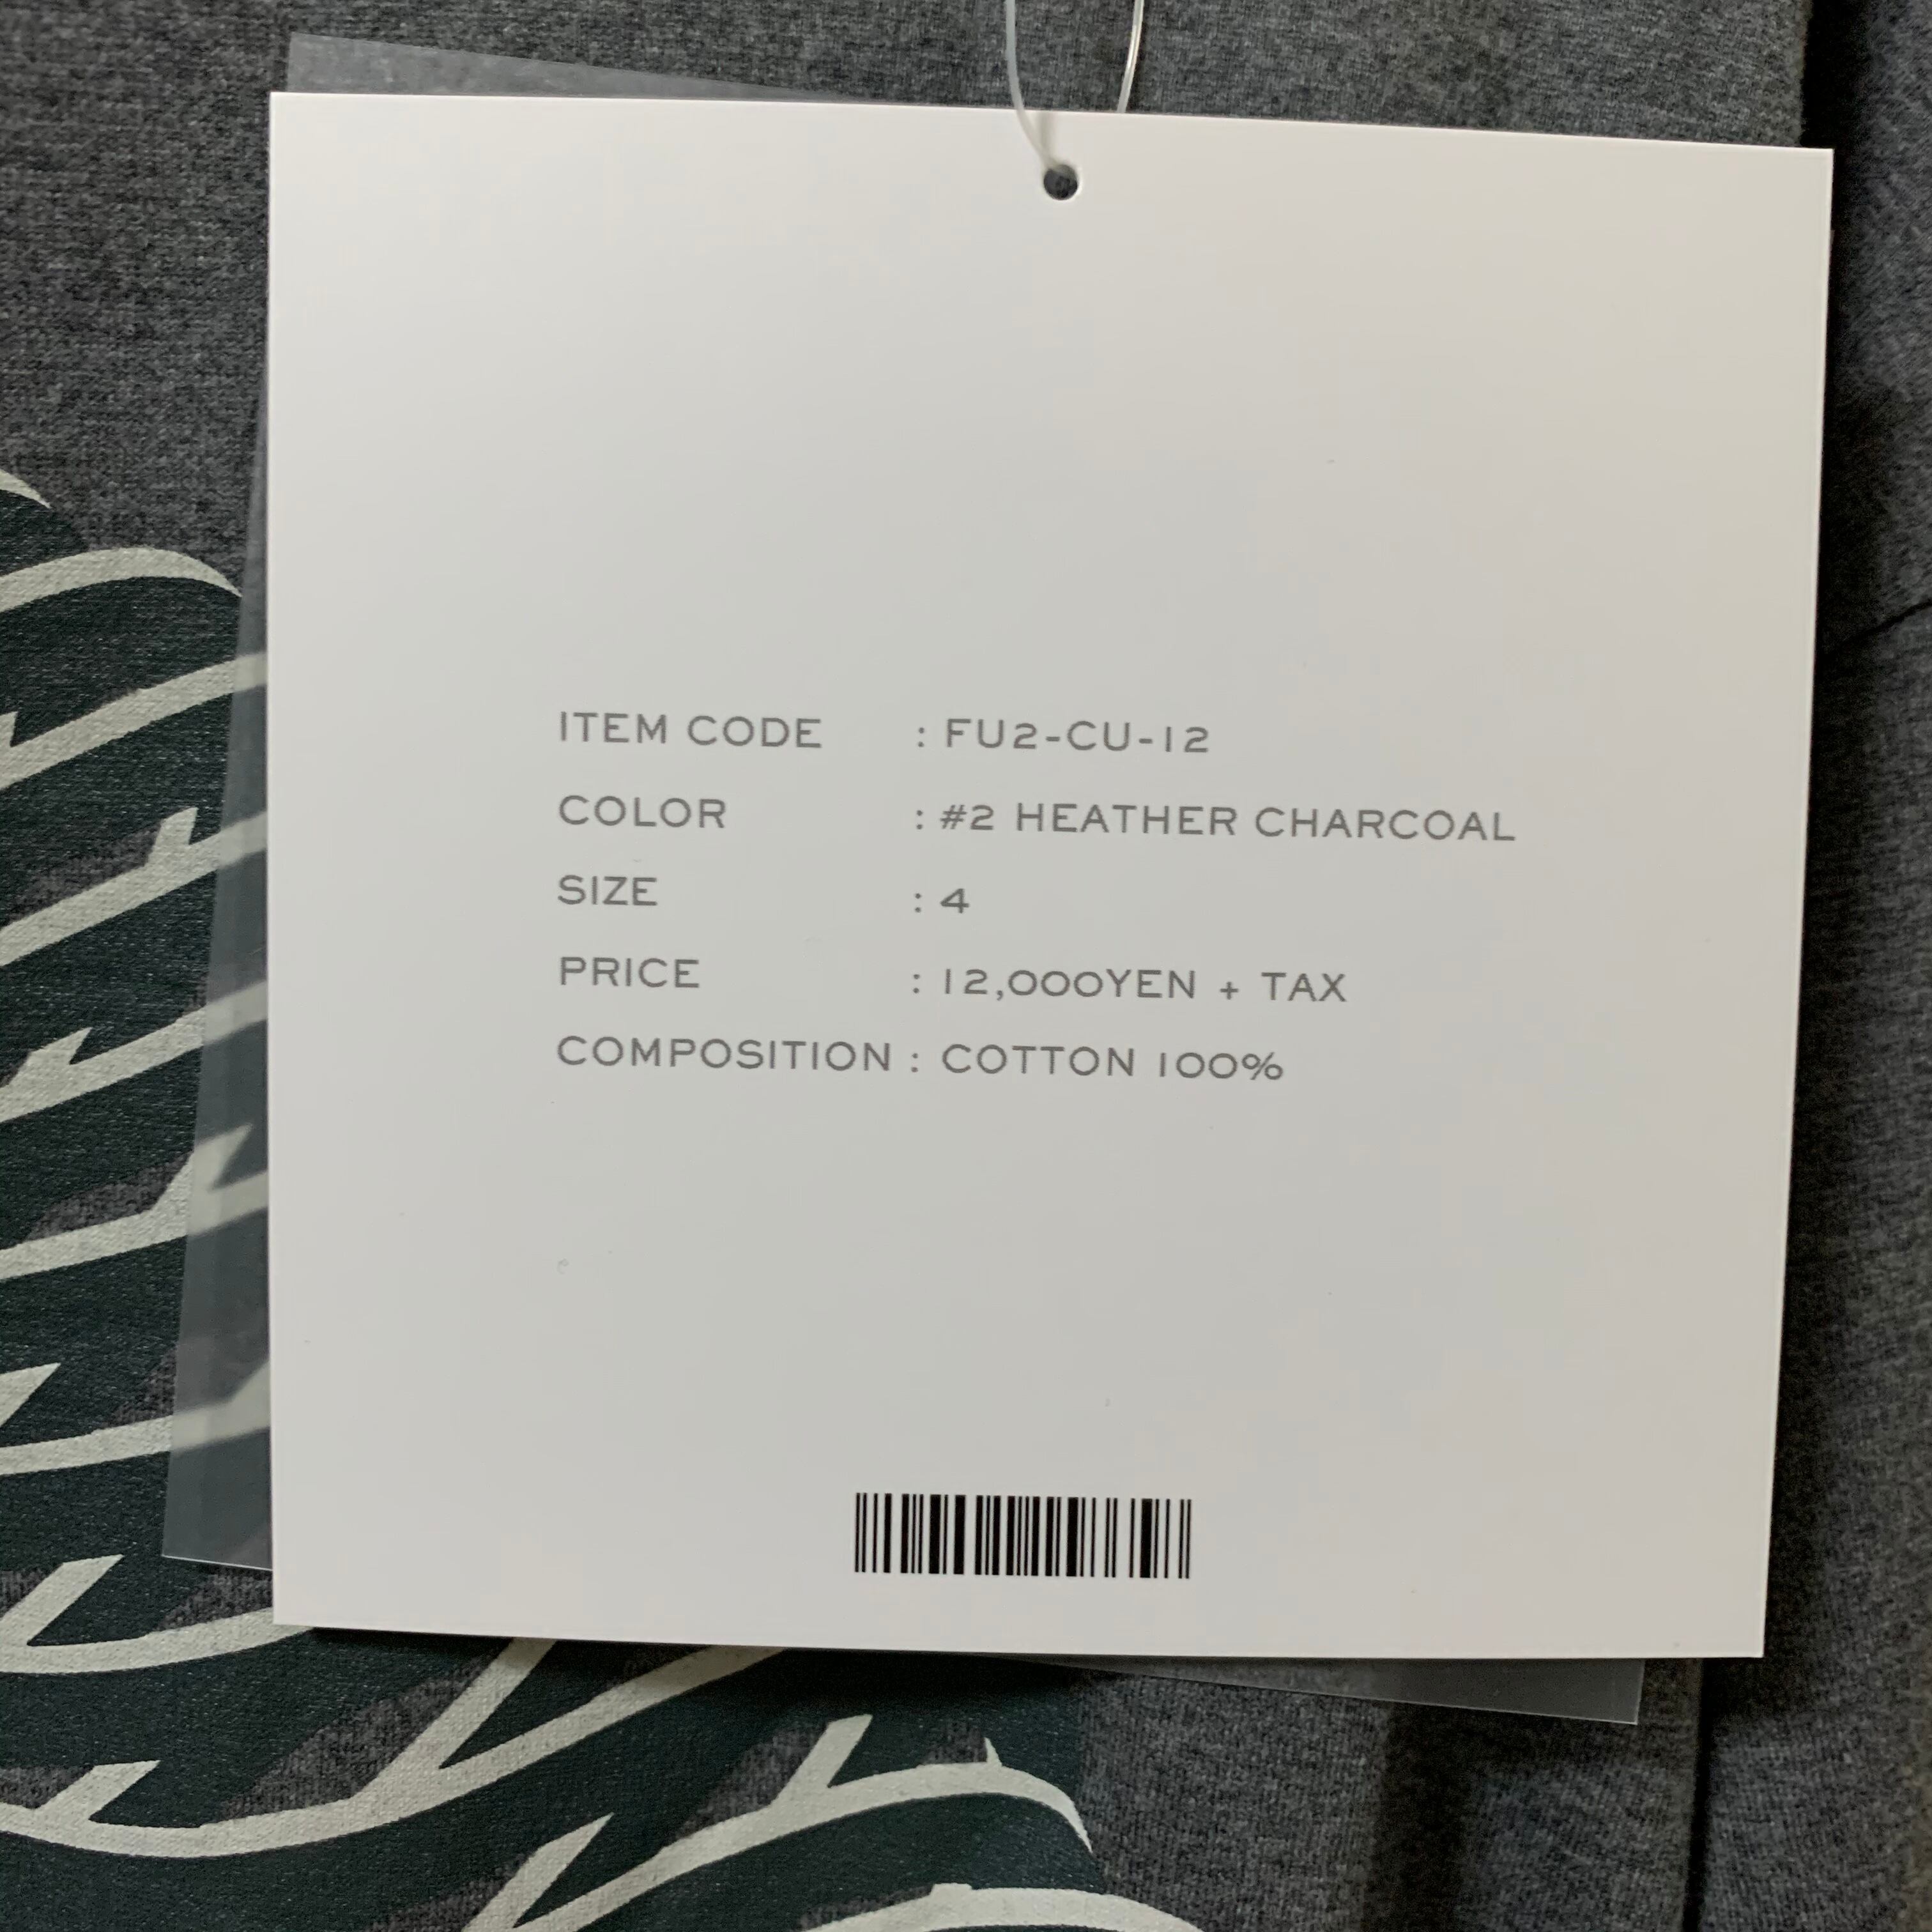 ITEM CODE : FU2-CU-12
COLOR : #2 HEATHER CHARCOAL
SIZE : 4
PRICE : 12,000YEN + TAX
COMPOSITION : COTTON 100%